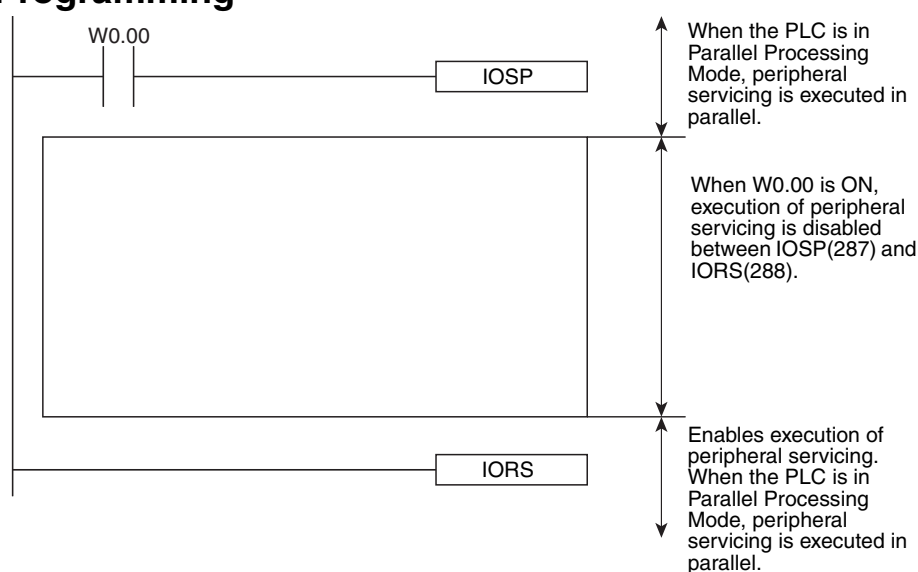 Programming
W0.00
IOSP
When the PLC is in
Parallel Processing
Mode, peripheral
servicing is executed in
parallel.
When W0.00 is ON,
execution of peripheral
servicing is disabled
between IOSP(287) and
IORS(288).
IORS
Enables execution of
peripheral servicing.
When the PLC is in
Parallel Processing
Mode, peripheral
servicing is executed in
parallel.